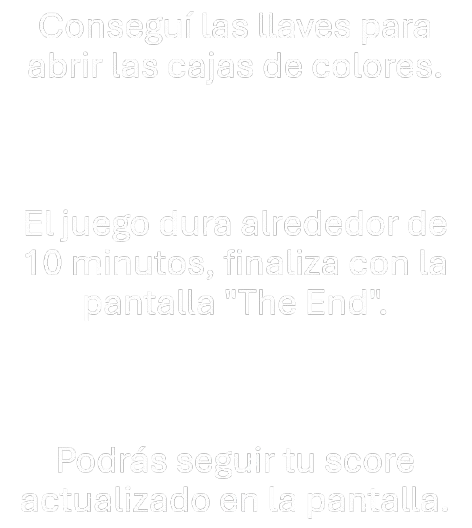 Conseguí las llaves para
abrir las cajas de colores.
El juego dura alrededor de
10 minutos, finaliza con la
pantalla "The End".
Podrás seguir tu score
actualizado en la pantalla.